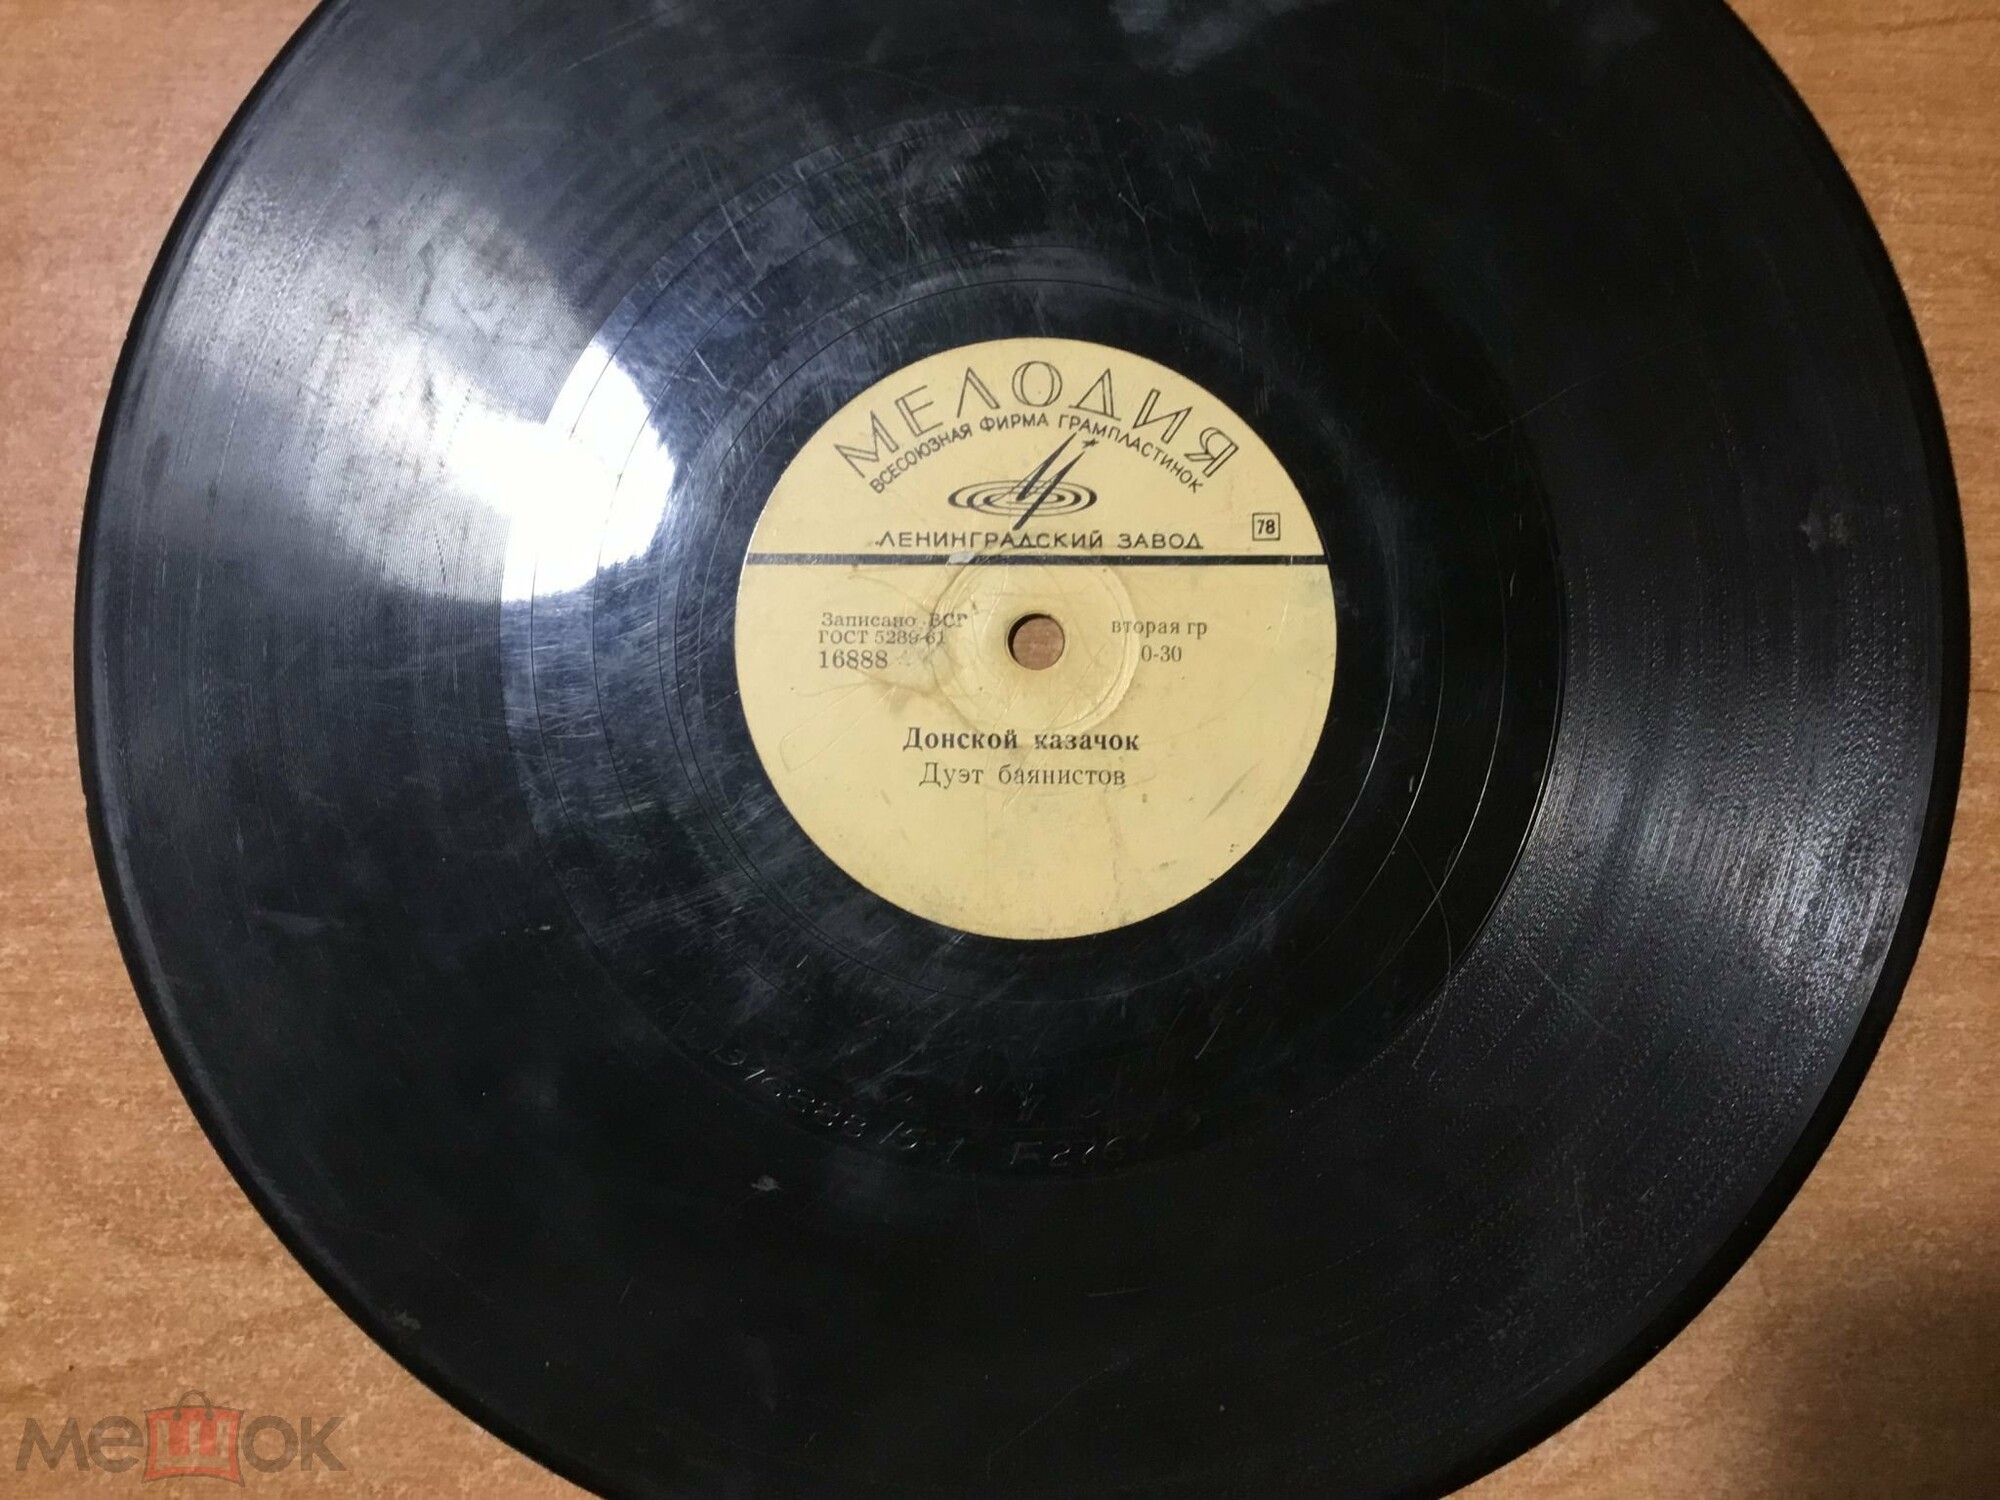 МЕЛОДИЯ
ВСЕСОЮЗНАЯ ФИРМА ГРАМПЛАСТИНОК
ЛЕНИНГРАДСКИЙ ЗАВОД
78
Записано ВСГ
ГОСТ 5289-61
16888
вторая гр
0-30
Донской казачок
Дуэт баянистов
мешок